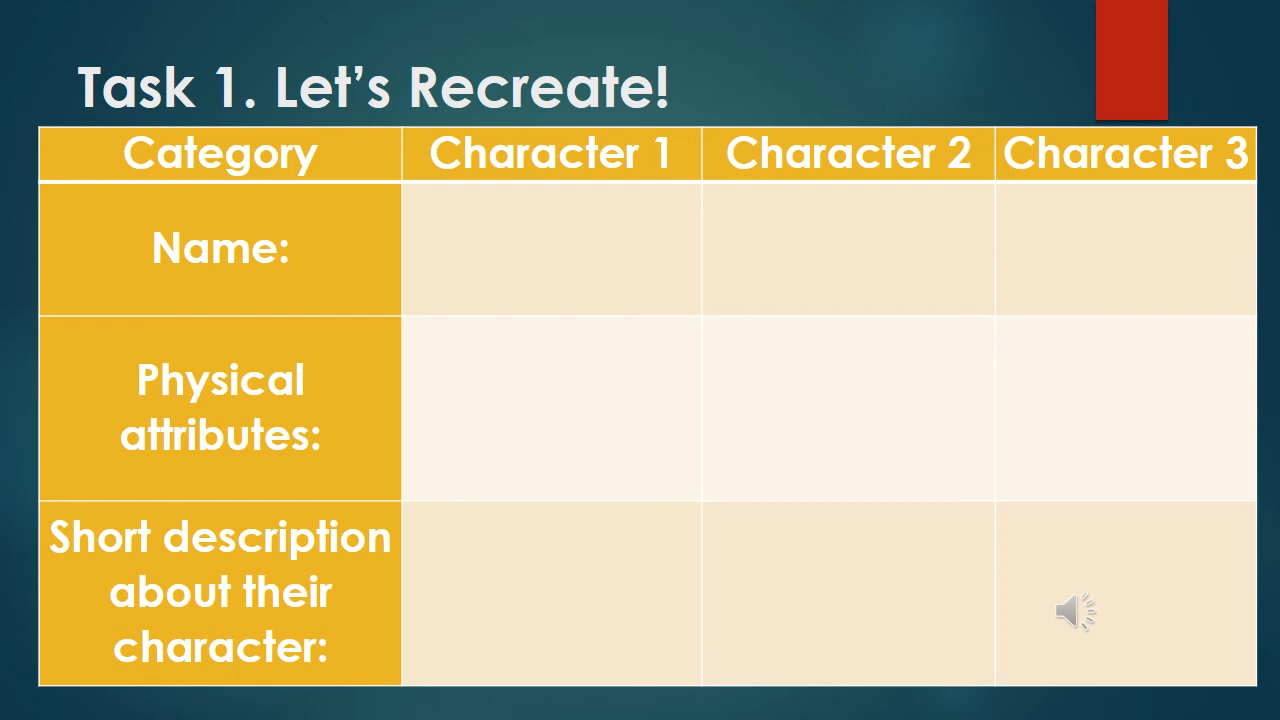 Task 1. Let’s Recreate!
Category Character 1 Character 2 Character 3
Name:
Physical
attributes:
Short description
about their
character: